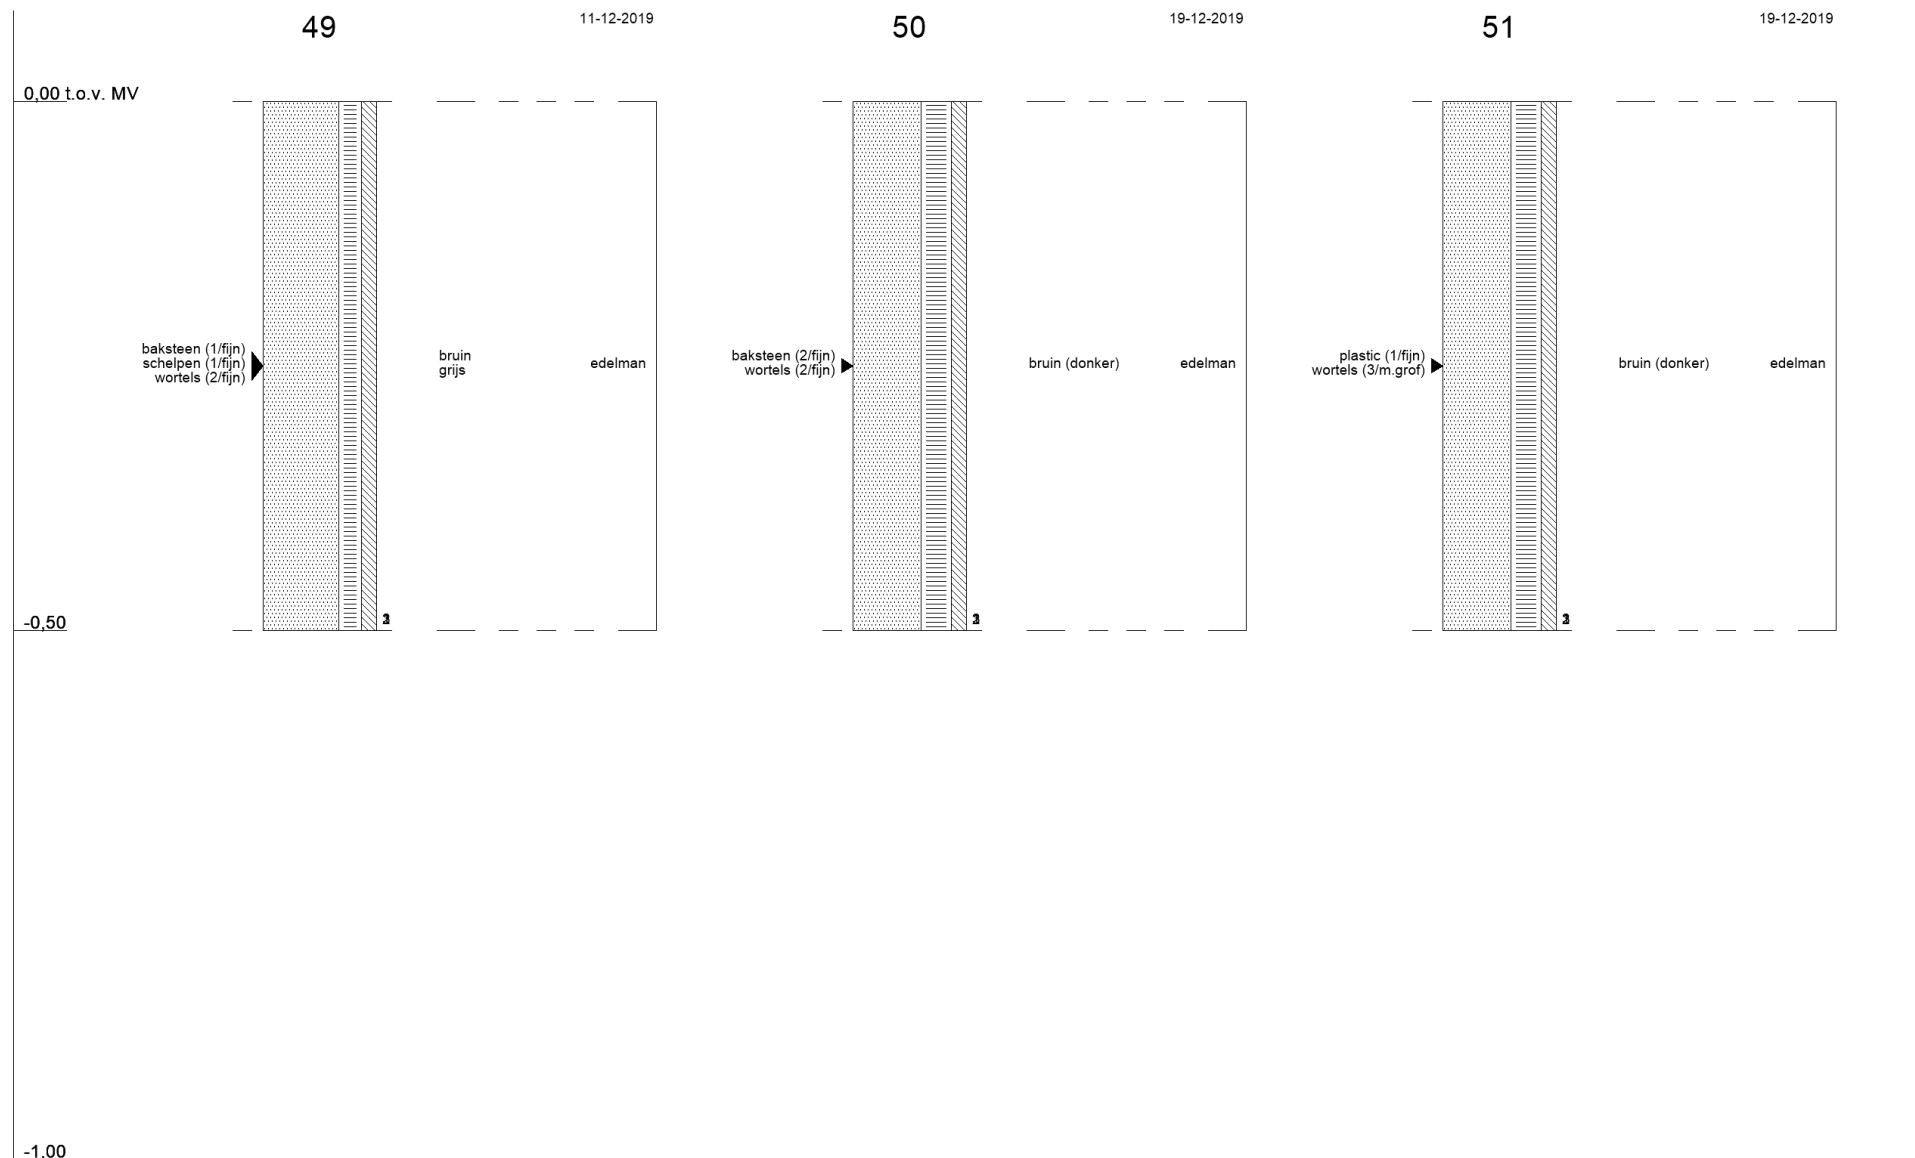 49
11-12-2019
50
19-12-2019
51
19-12-2019
0,00 t.o.v. MV
baksteen (1/fijn)
schelpen (1/fijn)
wortels (2/fijn)
bruin
grijs
edelman
baksteen (2/fijn)
wortels (2/fijn)
bruin (donker)
edelman
plastic (1/fijn)
wortels (3/m.grof)
bruin (donker)
edelman
-0,50
-1,00